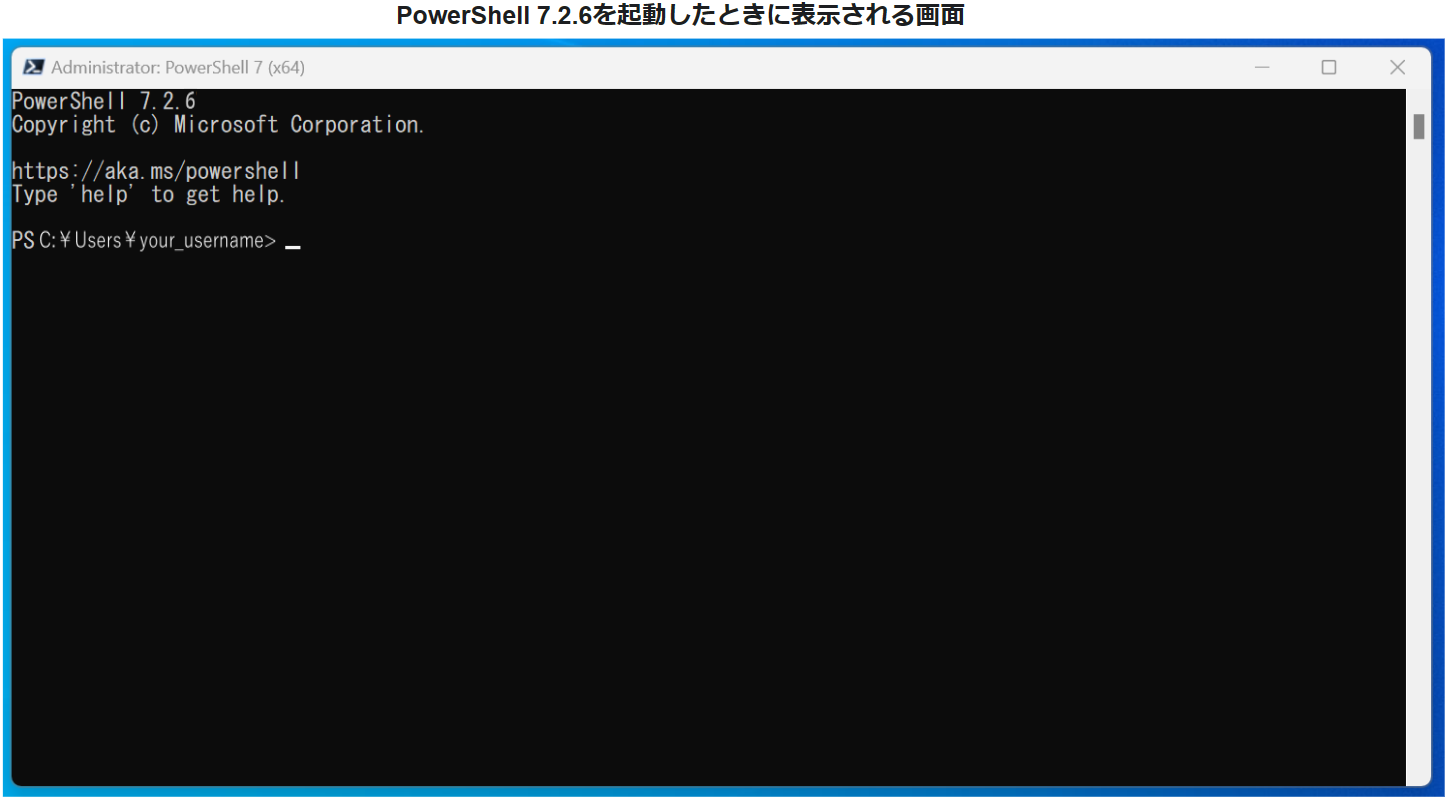 PowerShell 7.2.6を起動したときに表示される画面
Administrator: PowerShell 7 (x64)
PowerShell 7.2.6
Copyright (c) Microsoft Corporation.
https://aka.ms/powershell
Type 'help' to get help.
PS C:¥Users¥your_username> _